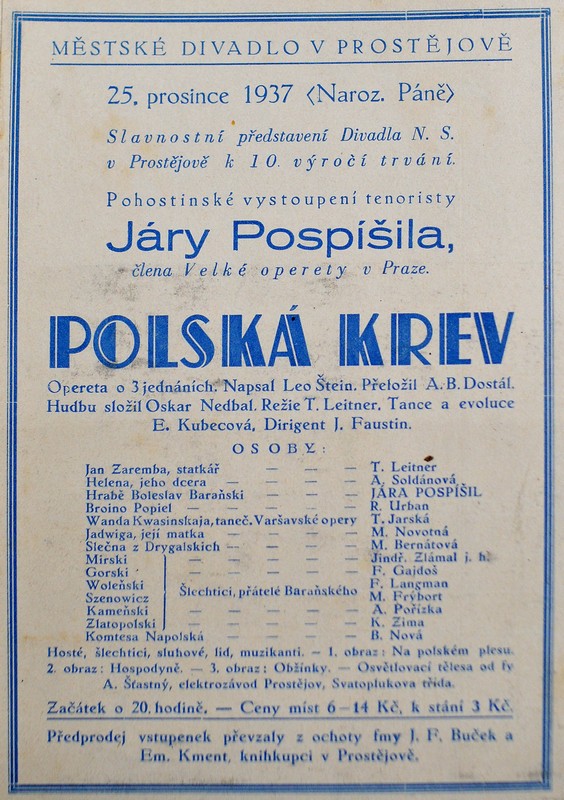 MĚSTSKÉ DIVADLO V PROSTĚJOVĚ
25. prosince 1937 (Naroz. Páně)
Slavnostní představení Divadla N. S.
v Prostějově k 10. výročí trvání.
Pohostinské vystoupení tenoristy
Járy Pospíšila,
člena Velké operety v Praze.
POLSKÁ KREV
Opereta o 3 jednáních. Napsal Leo Štein. Přeložil A. B. Dostál.
Hudbu složil Oskar Nedbal. Režie T. Leitner. Tance a evoluce
E. Kubecová, Dirigent J. Faustin.
OSOBY:
Jan Zaremba, statkář — — — T. Leitner
Helena, jeho dcera — — — — A. Soldánová
Hrabě Boleslav Barański — — — JÁRA POSPÍŠIL
Broino Popiel — — — — — R. Urban
Wanda Kwasinskaja, taneč. Varšavské opery T. Jarská
Jadwiga, její matka — — — — M. Novotná
Slečna z Drygalskich — — — — M. Bernátová
Mirski — — — — Jindř. Zlámal j. h.
Gorski — — — — F. Gajdoš
Woleński F. Langman
Šlechtici, přátelé Barańského
Szenowicz M. Frýbort
Kameński — — — — A. Pořízka
Zlatopolski — — — — K. Zima
Komtesa Napolská — — — — B. Nová
Hosté, šlechtici, sluhové, lid, muzikanti. — 1. obraz: Na polském plesu.
2. obraz: Hospodyně. — 3. obraz: Obžínky. — Osvětlovací tělesa od fy
A. Šťastný, elektrozávod Prostějov, Svatoplukova třída.
Začátek o 20. hodině. — Ceny míst 6—14 Kč, k stání 3 Kč.
Předprodej vstupenek převzaly z ochoty fmy J. F. Buček a
Em. Kment, knihkupci v Prostějově.